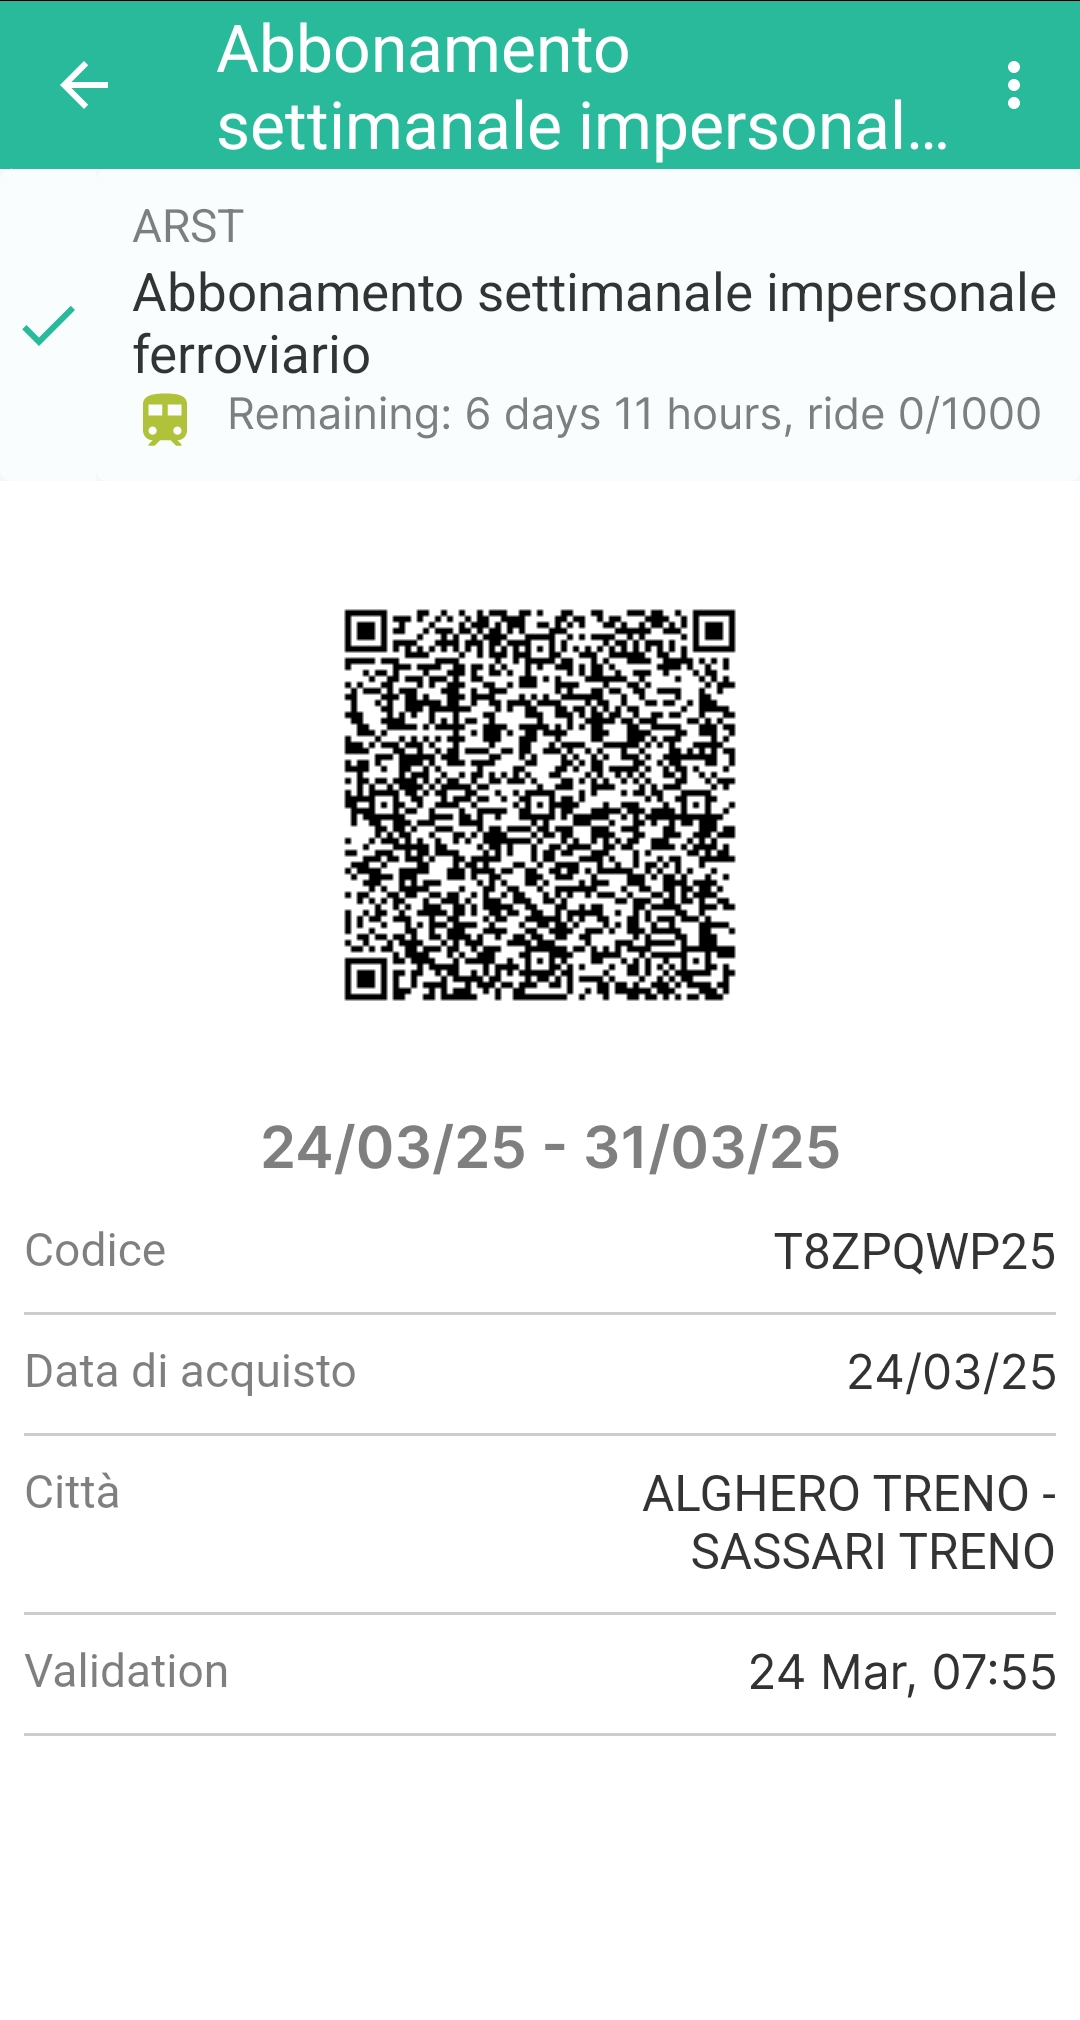 Abbonamento
settimanale impersonal...
ARST
Abbonamento settimanale impersonale
ferroviario
Remaining: 6 days 11 hours, ride 0/1000
24/03/25 - 31/03/25
Codice T8ZPQWP25
Data di acquisto 24/03/25
Città ALGHERO TRENO -
SASSARI TRENO
Validation 24 Mar, 07:55